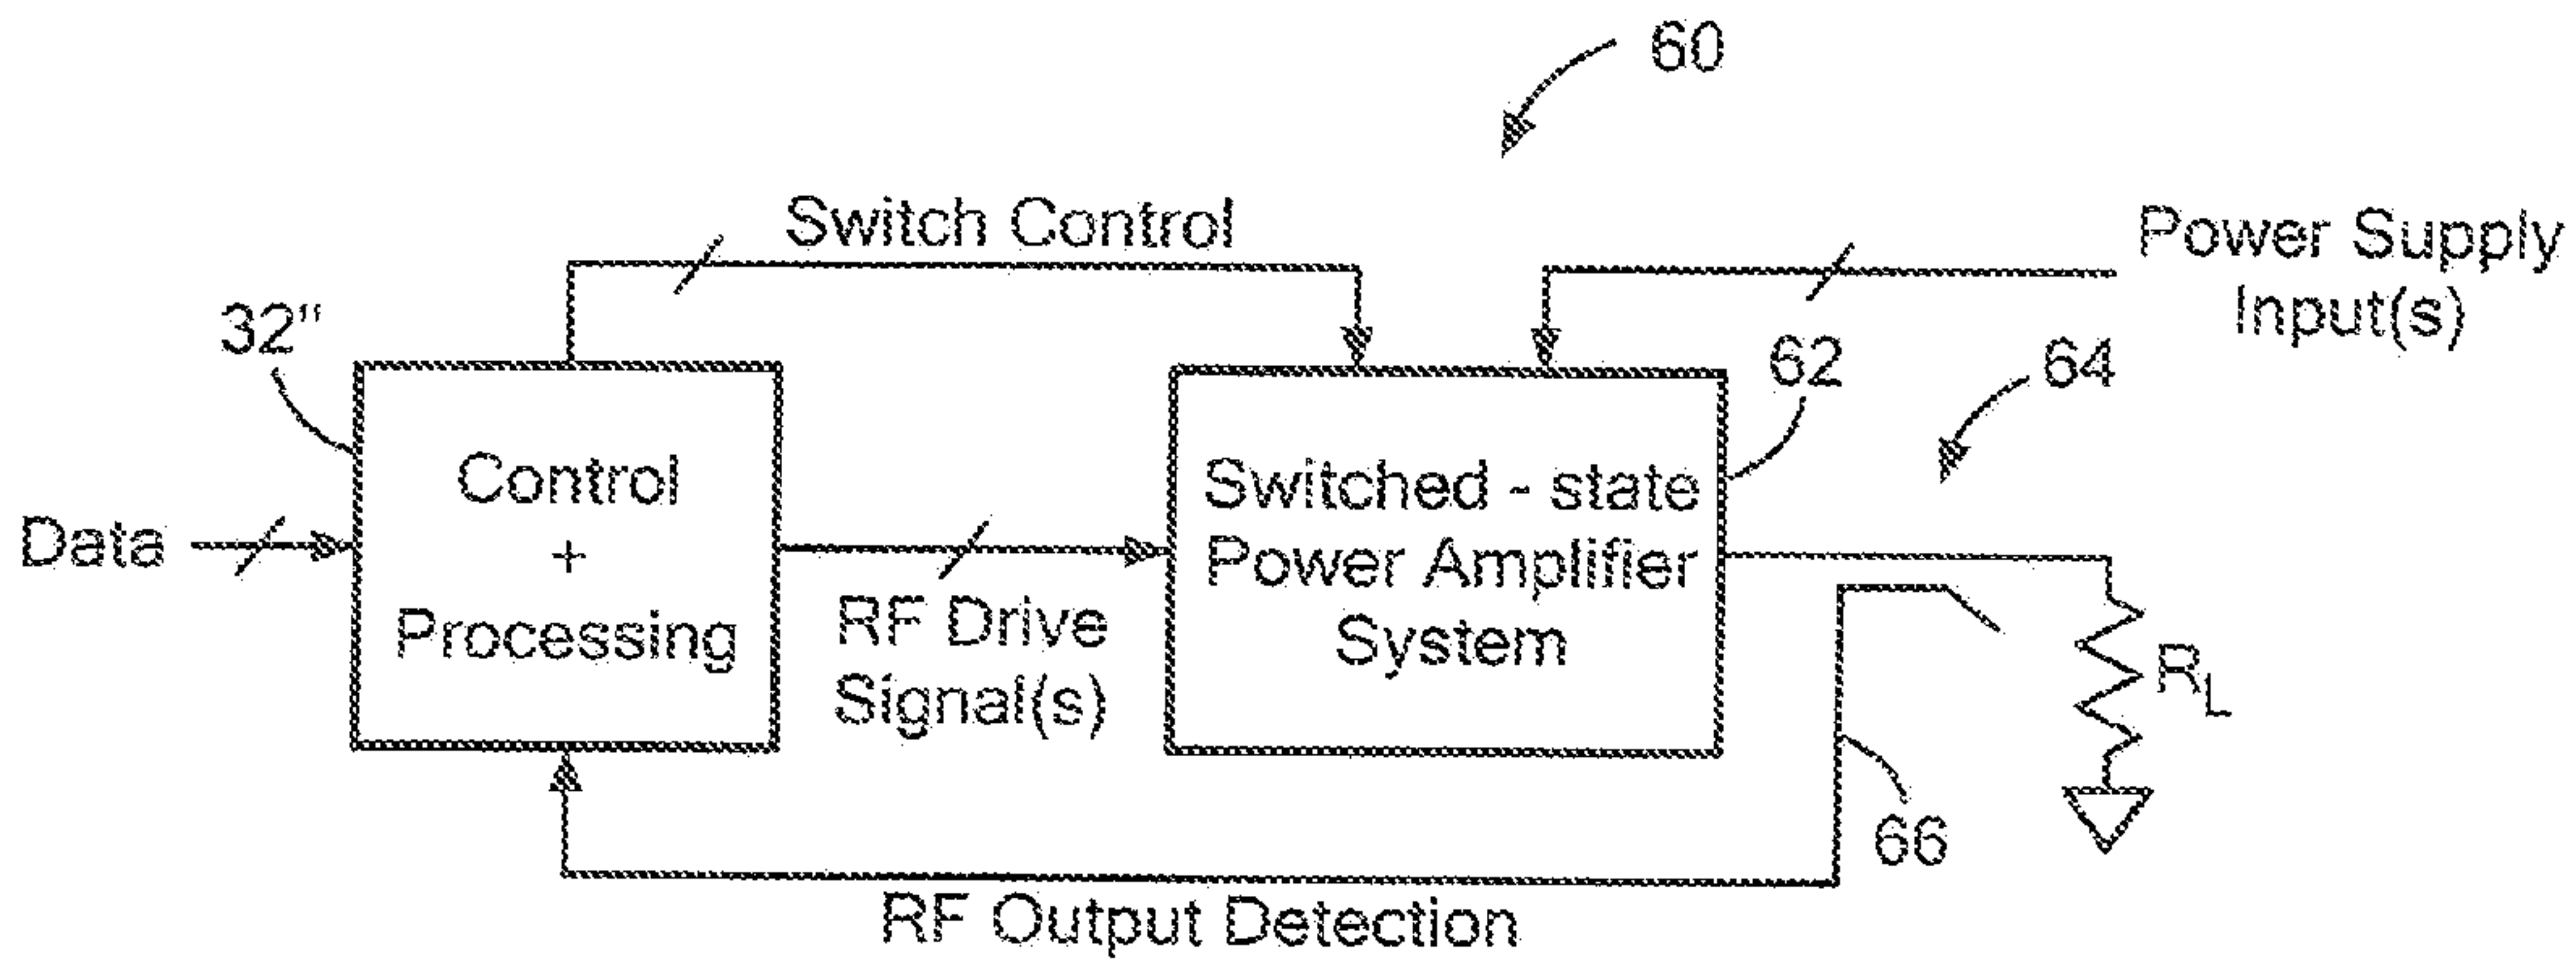 60
Switch Control
Power Supply
Input(s)
32"
62
64
Control
+
Processing
Switched - state
Power Amplifier
System
Data
RF Drive
Signal(s)
RL
66
RF Output Detection